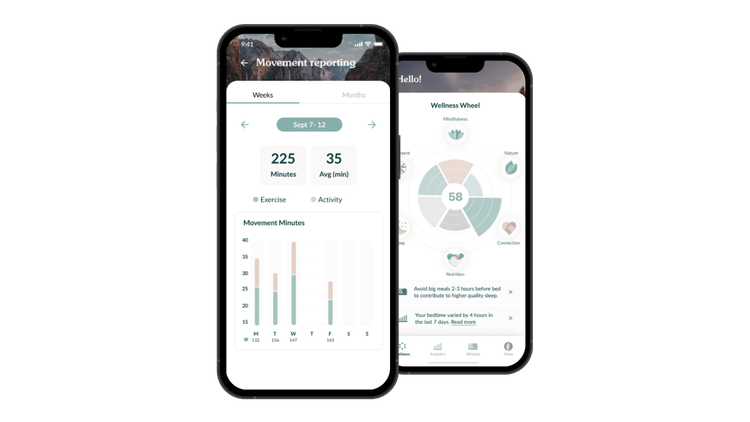 9:41
Movement reporting
Weeks
Months
Sept 7- 12
225
Minutes
35
Avg (min)
Exercise
Activity
Movement Minutes
40
35
30
25
20
15
M T W T F S S
132 116 147 165
Hello!
Wellness Wheel
Mindfulness
Nature
58
Connection
Nutrition
Avoid big meals 2-3 hours before bed
to contribute to higher quality sleep.
Your bedtime varied by 4 hours in
the last 7 days. Read more
Analytics
More